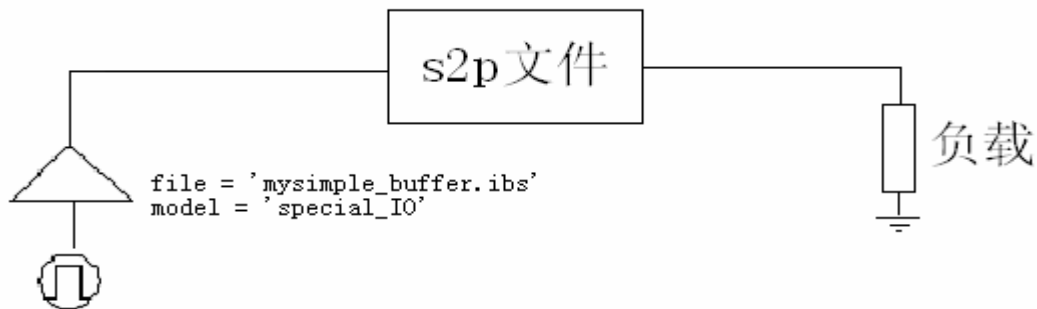 s2p文件
负载
file = 'mysimple_buffer.ibs'
model = 'special_IO'